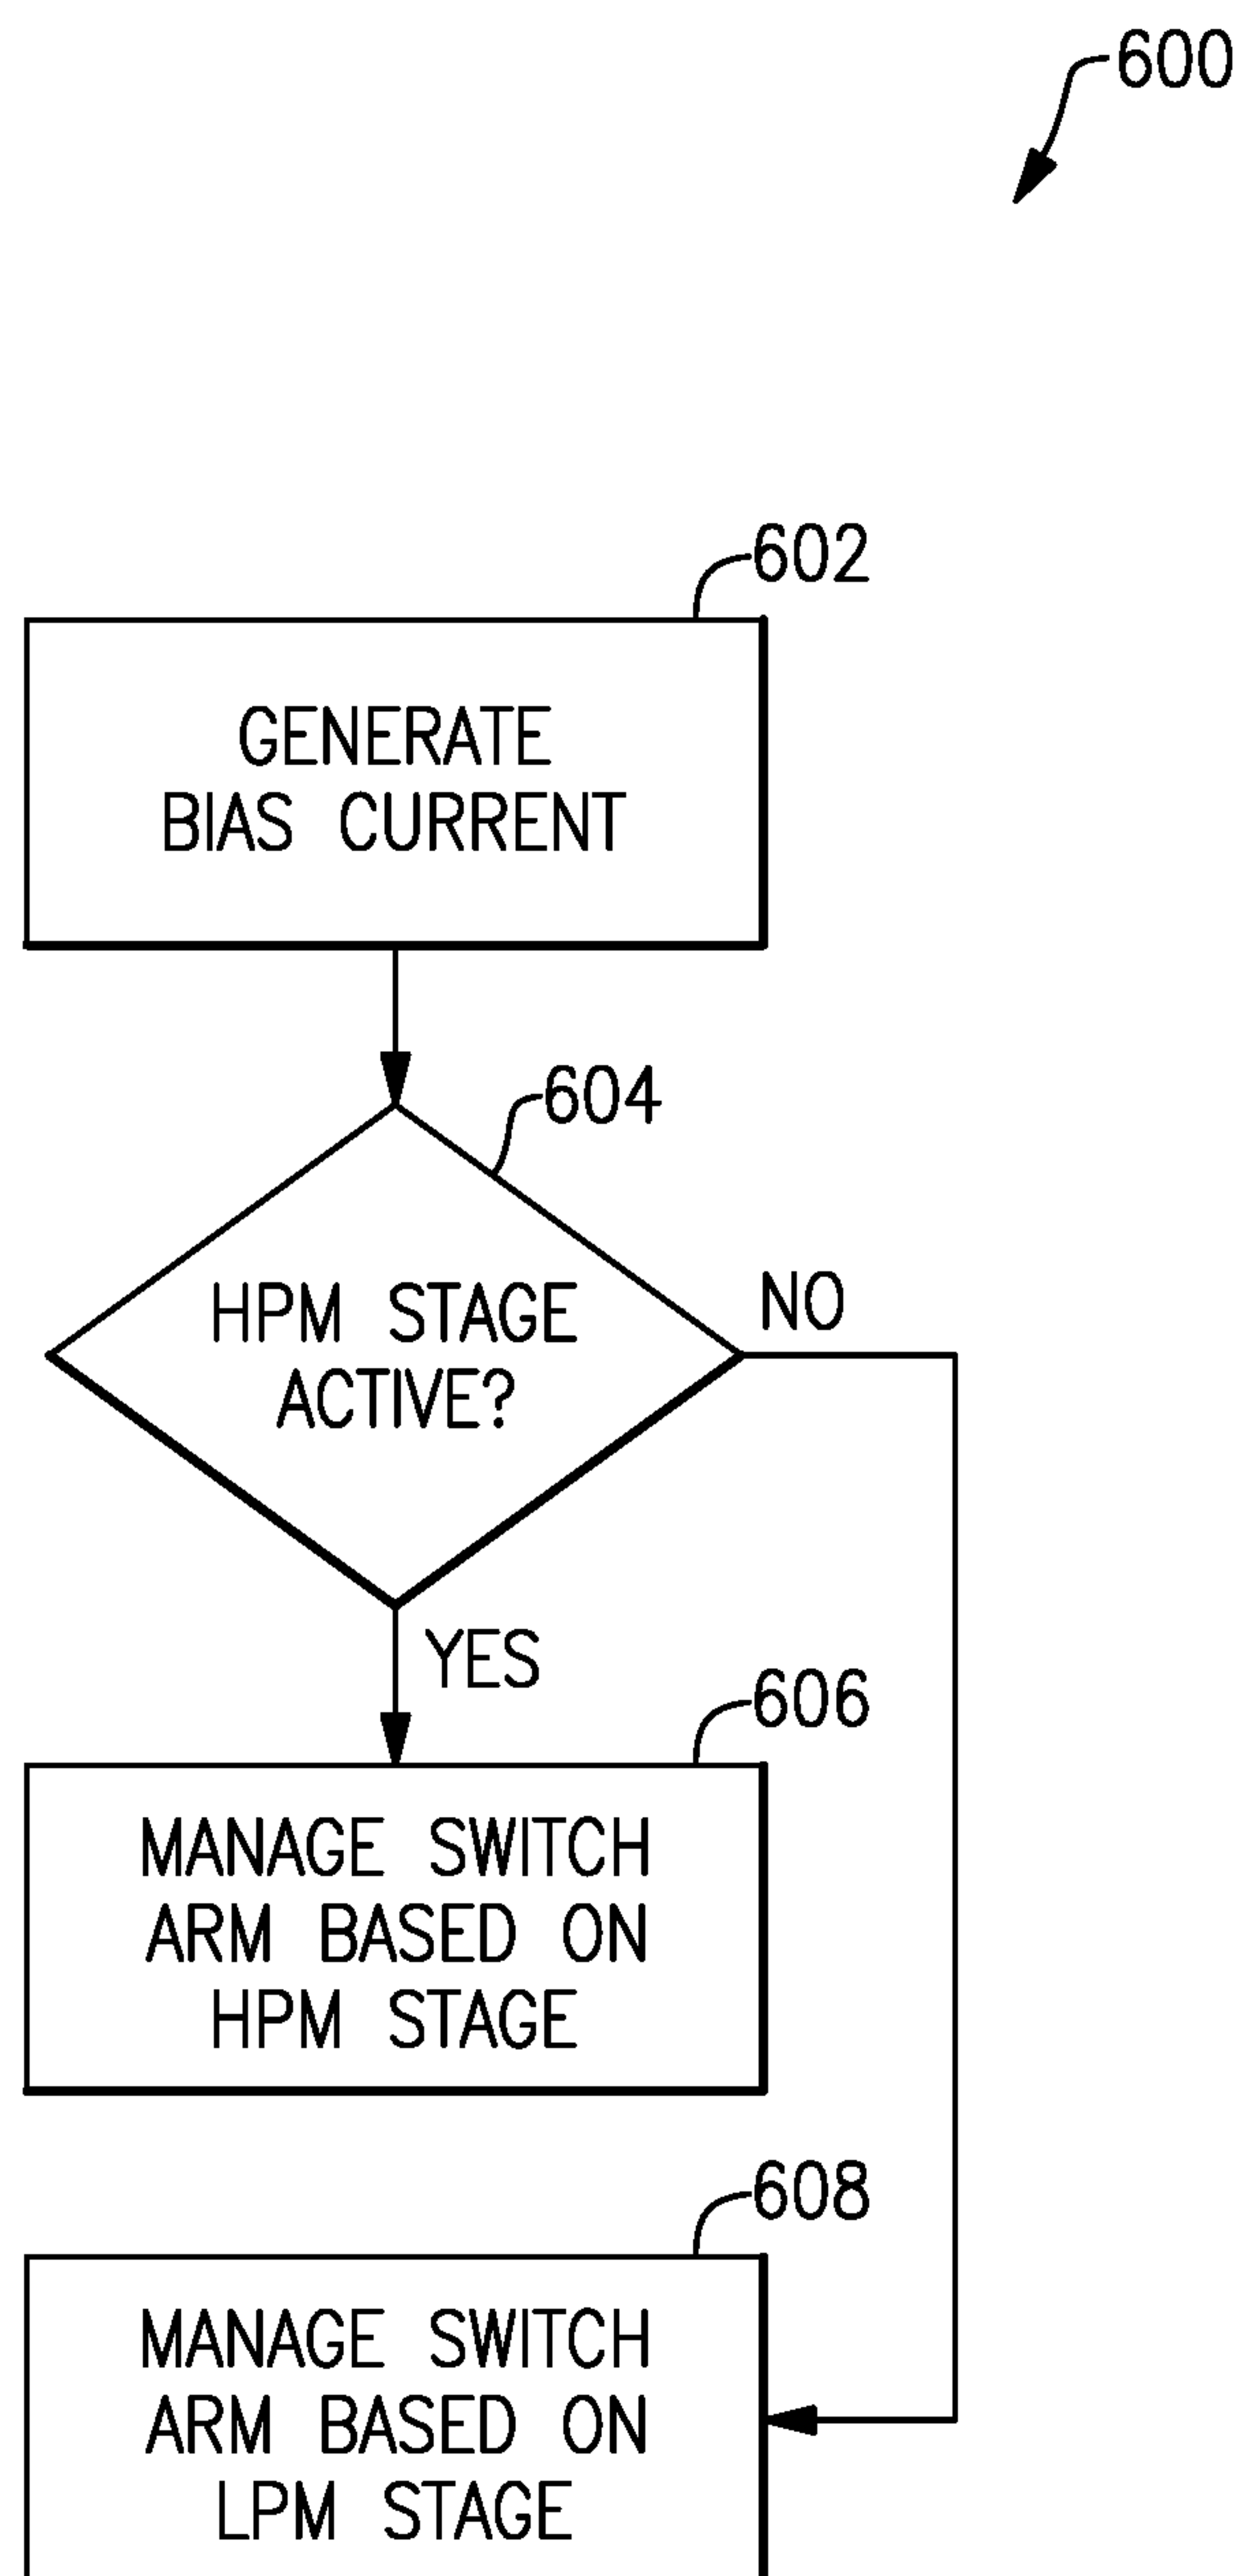 600
602
GENERATE
BIAS CURRENT
604
HPM STAGE
ACTIVE?
NO
YES
606
MANAGE SWITCH
ARM BASED ON
HPM STAGE
608
MANAGE SWITCH
ARM BASED ON
LPM STAGE